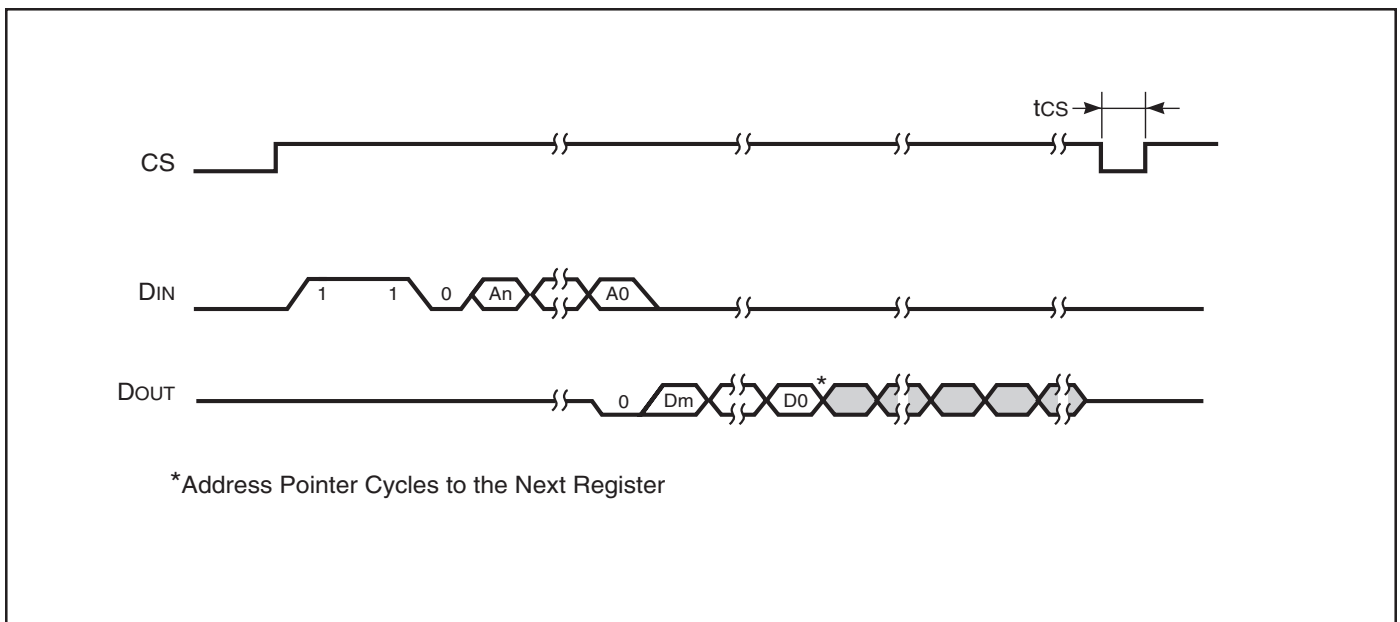 tCS
CS
DIN 1 1 0 An A0
DOUT 0 Dm D0 *
*Address Pointer Cycles to the Next Register